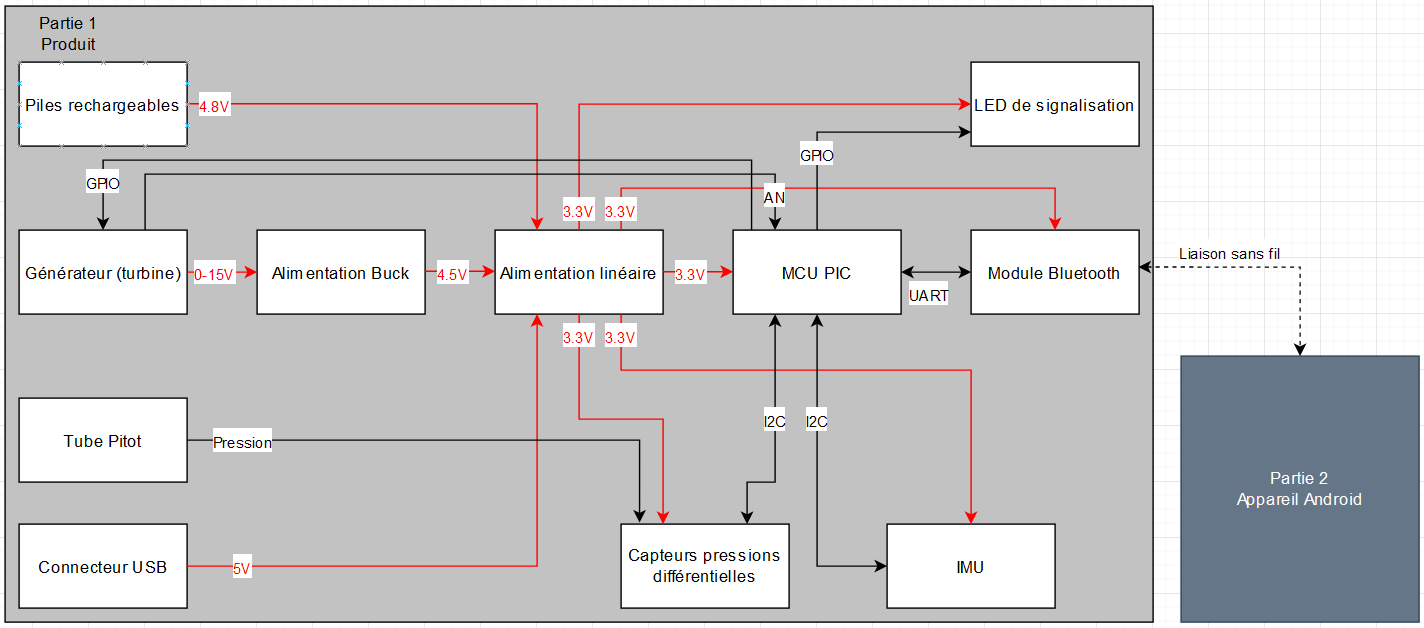 Partie 1
Produit
Piles rechargeables
4.8V
LED de signalisation
GPIO
GPIO
AN
3.3V
3.3V
Générateur (turbine)
0-15V
Alimentation Buck
4.5V
Alimentation linéaire
3.3V
MCU PIC
UART
Module Bluetooth
Liaison sans fil
3.3V
3.3V
I2C
I2C
Tube Pitot
Pression
Connecteur USB
5V
Capteurs pressions
différentielles
IMU
Partie 2
Appareil Android